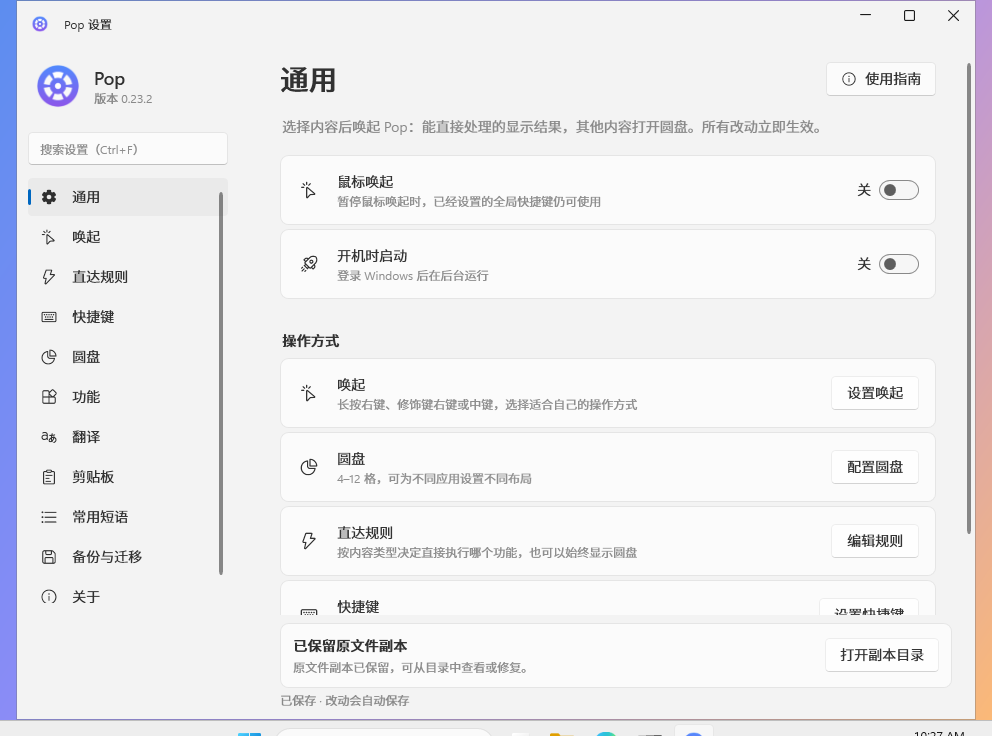 Pop 设置
Pop
版本 0.23.2
搜索设置（Ctrl+F）
通用
唤起
直达规则
快捷键
圆盘
功能
翻译
剪贴板
常用短语
备份与迁移
关于
通用
使用指南
选择内容后唤起 Pop：能直接处理的显示结果，其他内容打开圆盘。所有改动立即生效。
鼠标唤起
暂停鼠标唤起时，已经设置的全局快捷键仍可使用
关
开机时启动
登录 Windows 后在后台运行
关
操作方式
唤起
长按右键、修饰键右键或中键，选择适合自己的操作方式
设置唤起
圆盘
4–12 格，可为不同应用设置不同布局
配置圆盘
直达规则
按内容类型决定直接执行哪个功能，也可以始终显示圆盘
编辑规则
快捷键
设置快捷键
已保留原文件副本
原文件副本已保留，可从目录中查看或修复。
打开副本目录
已保存 · 改动会自动保存
10:27 AM